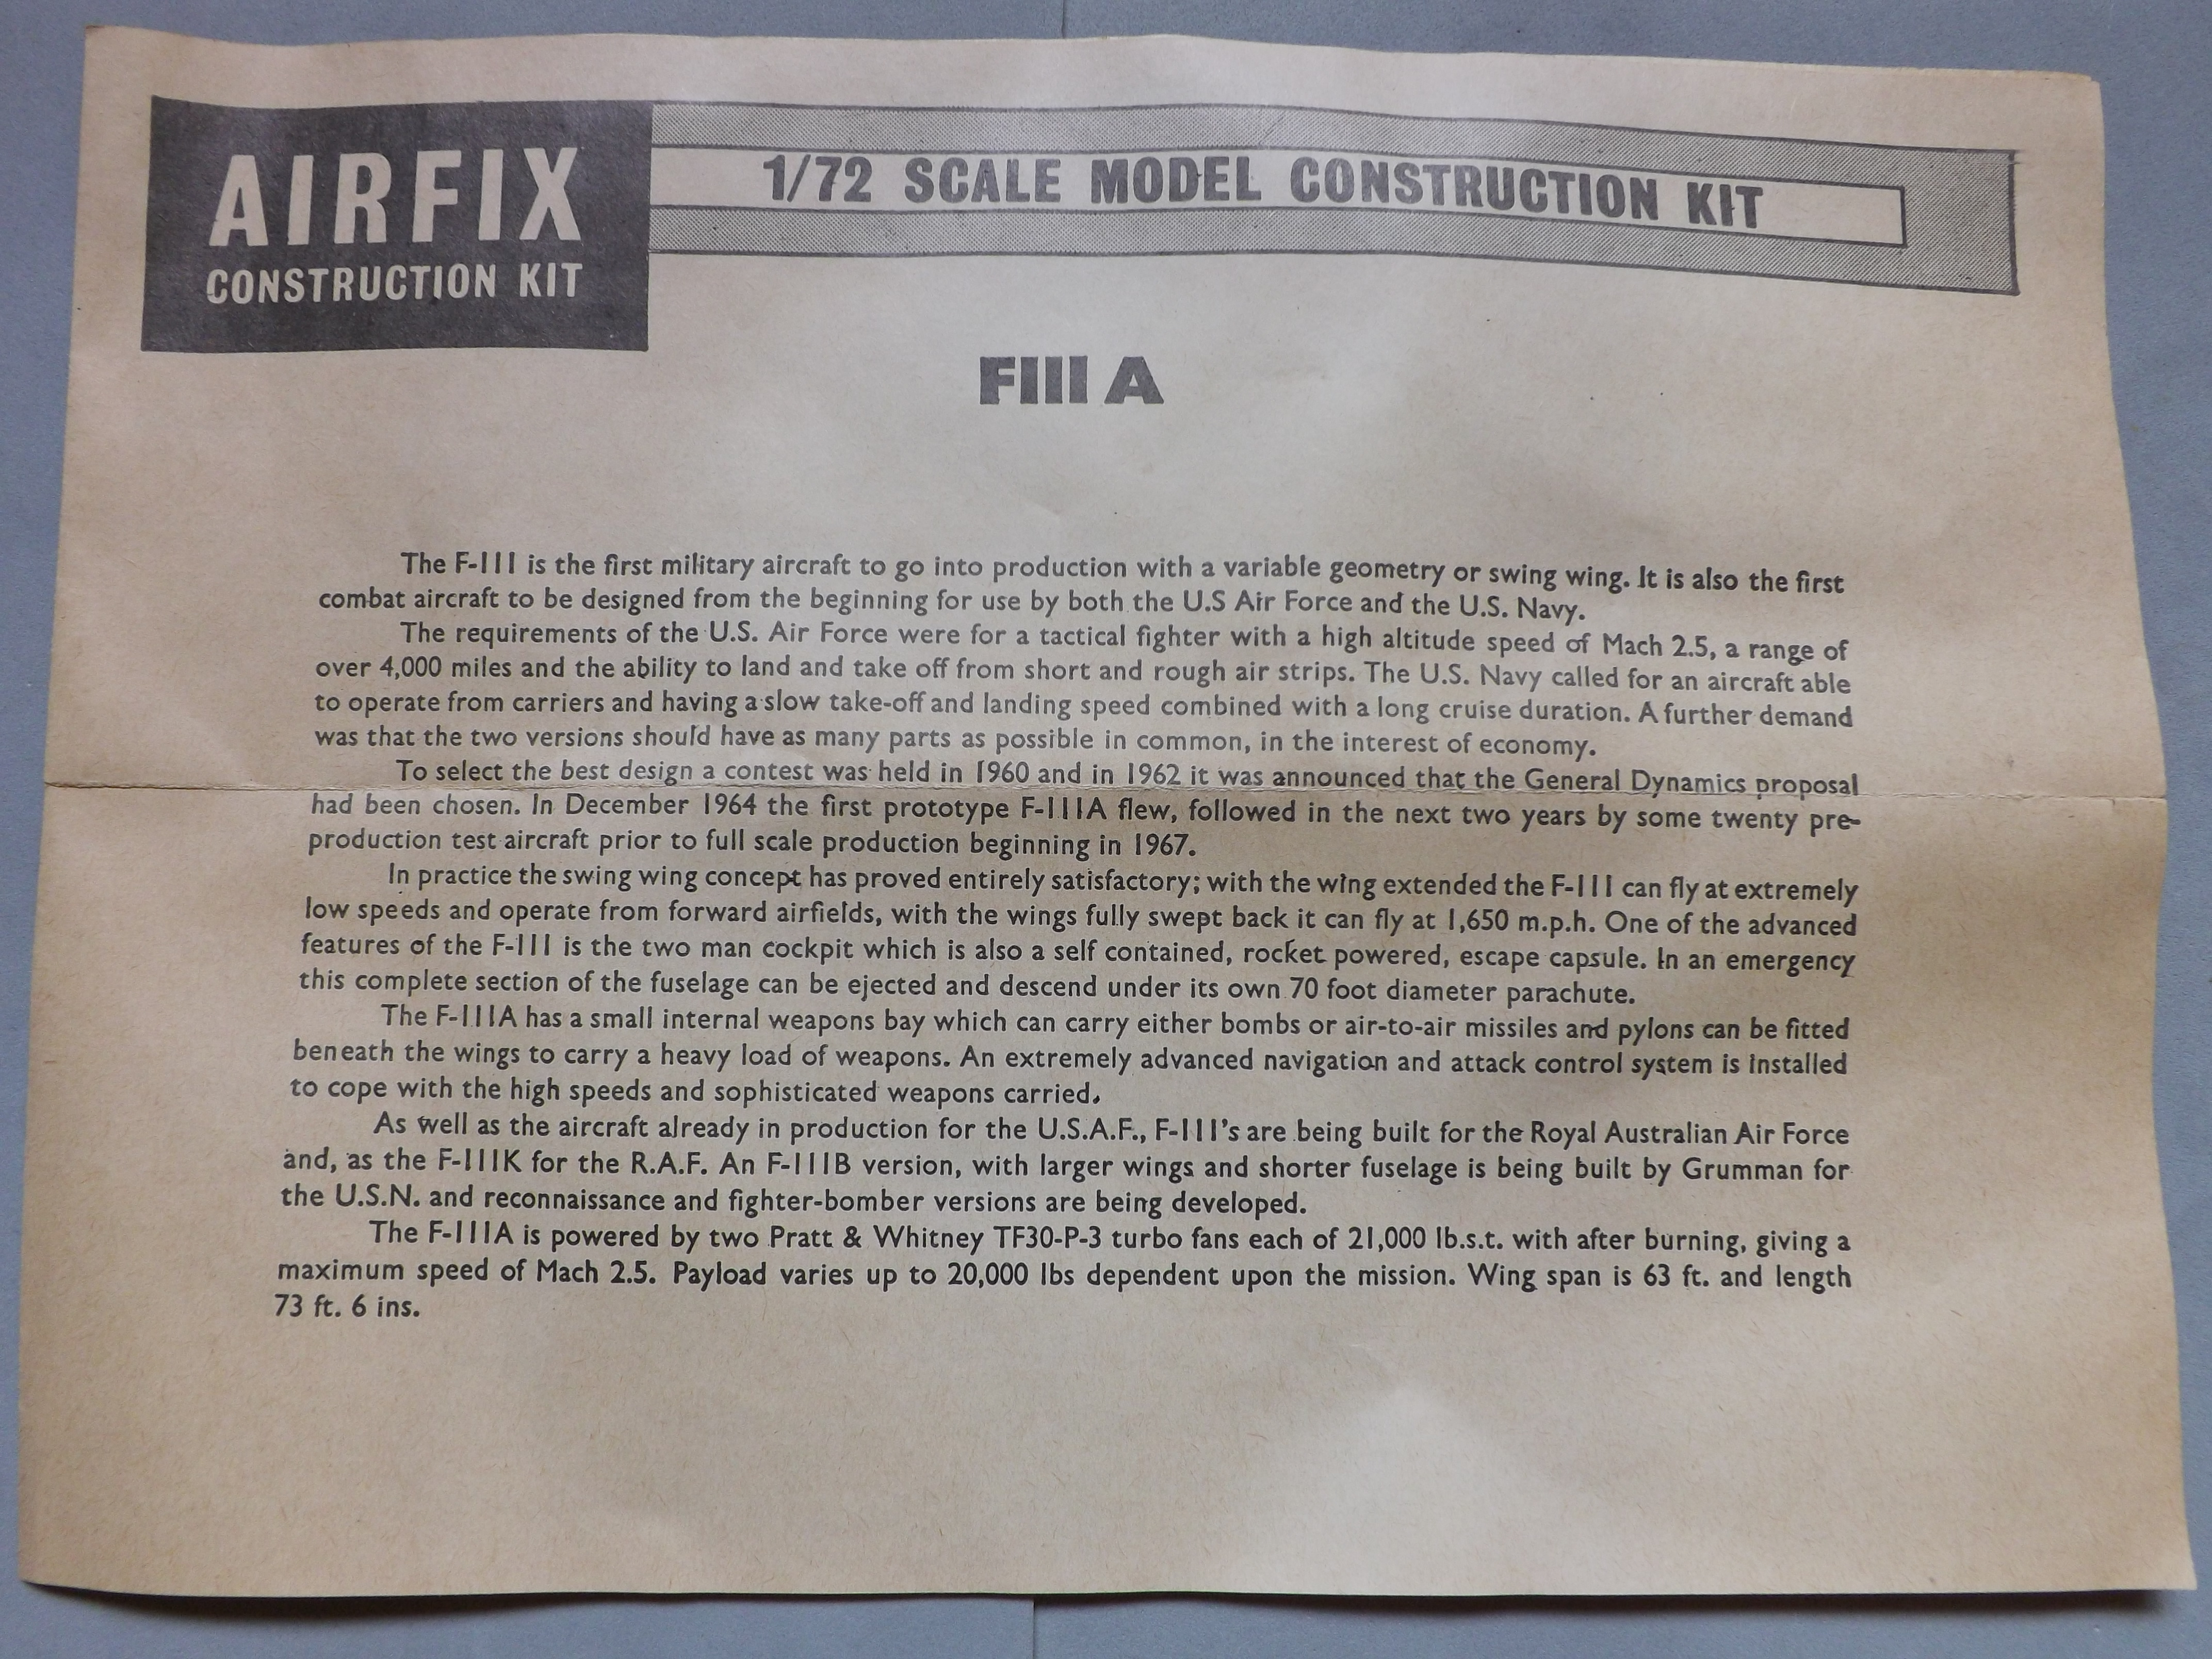 AIRFIX
CONSTRUCTION KIT
1/72 SCALE MODEL CONSTRUCTION KIT
F111A
The F-111 is the first military aircraft to go into production with a variable geometry or swing wing. It is also the first
combat aircraft to be designed from the beginning for use by both the U.S Air Force and the U.S. Navy.
The requirements of the U.S. Air Force were for a tactical fighter with a high altitude speed of Mach 2.5, a range of
over 4,000 miles and the ability to land and take off from short and rough air strips. The U.S. Navy called for an aircraft able
to operate from carriers and having a slow take-off and landing speed combined with a long cruise duration. A further demand
was that the two versions should have as many parts as possible in common, in the interest of economy.
To select the best design a contest was held in 1960 and in 1962 it was announced that the General Dynamics proposal
had been chosen. In December 1964 the first prototype F-111A flew, followed in the next two years by some twenty pre-
production test aircraft prior to full scale production beginning in 1967.
In practice the swing wing concept has proved entirely satisfactory; with the wing extended the F-111 can fly at extremely
low speeds and operate from forward airfields, with the wings fully swept back it can fly at 1,650 m.p.h. One of the advanced
features of the F-111 is the two man cockpit which is also a self contained, rocket powered, escape capsule. In an emergency
this complete section of the fuselage can be ejected and descend under its own 70 foot diameter parachute.
The F-111A has a small internal weapons bay which can carry either bombs or air-to-air missiles and pylons can be fitted
beneath the wings to carry a heavy load of weapons. An extremely advanced navigation and attack control system is installed
to cope with the high speeds and sophisticated weapons carried.
As well as the aircraft already in production for the U.S.A.F., F-111's are being built for the Royal Australian Air Force
and, as the F-111K for the R.A.F. An F-111B version, with larger wings and shorter fuselage is being built by Grumman for
the U.S.N. and reconnaissance and fighter-bomber versions are being developed.
The F-111A is powered by two Pratt & Whitney TF30-P-3 turbo fans each of 21,000 lb.s.t. with after burning, giving a
maximum speed of Mach 2.5. Payload varies up to 20,000 lbs dependent upon the mission. Wing span is 63 ft. and length
73 ft. 6 ins.